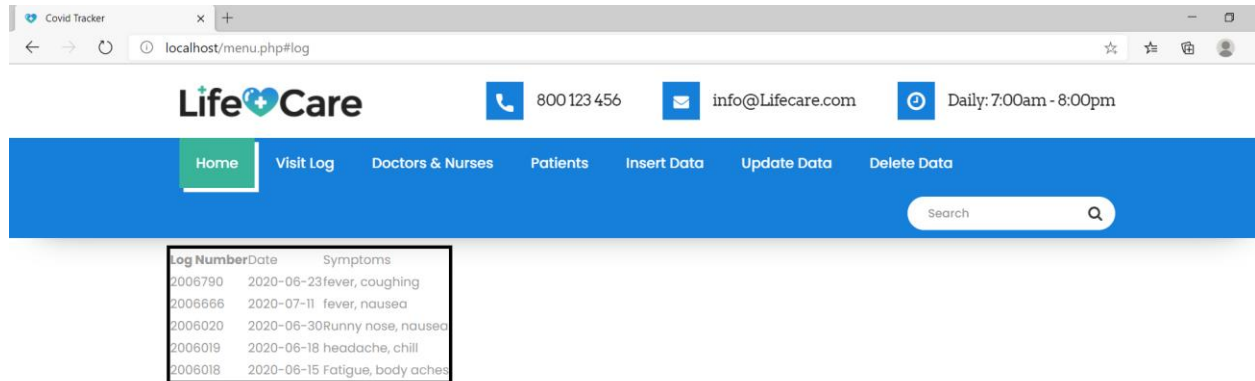 Covid Tracker
localhost/menu.php#log
Life Care
800 123 456
info@Lifecare.com
Daily: 7:00am - 8:00pm
Home Visit Log Doctors & Nurses Patients Insert Data Update Data Delete Data
Search
Log Number Date Symptoms
2006790 2020-06-23 fever, coughing
2006666 2020-07-11 fever, nausea
2006020 2020-06-30 Runny nose, nausea
2006019 2020-06-18 headache, chill
2006018 2020-06-15 Fatigue, body aches